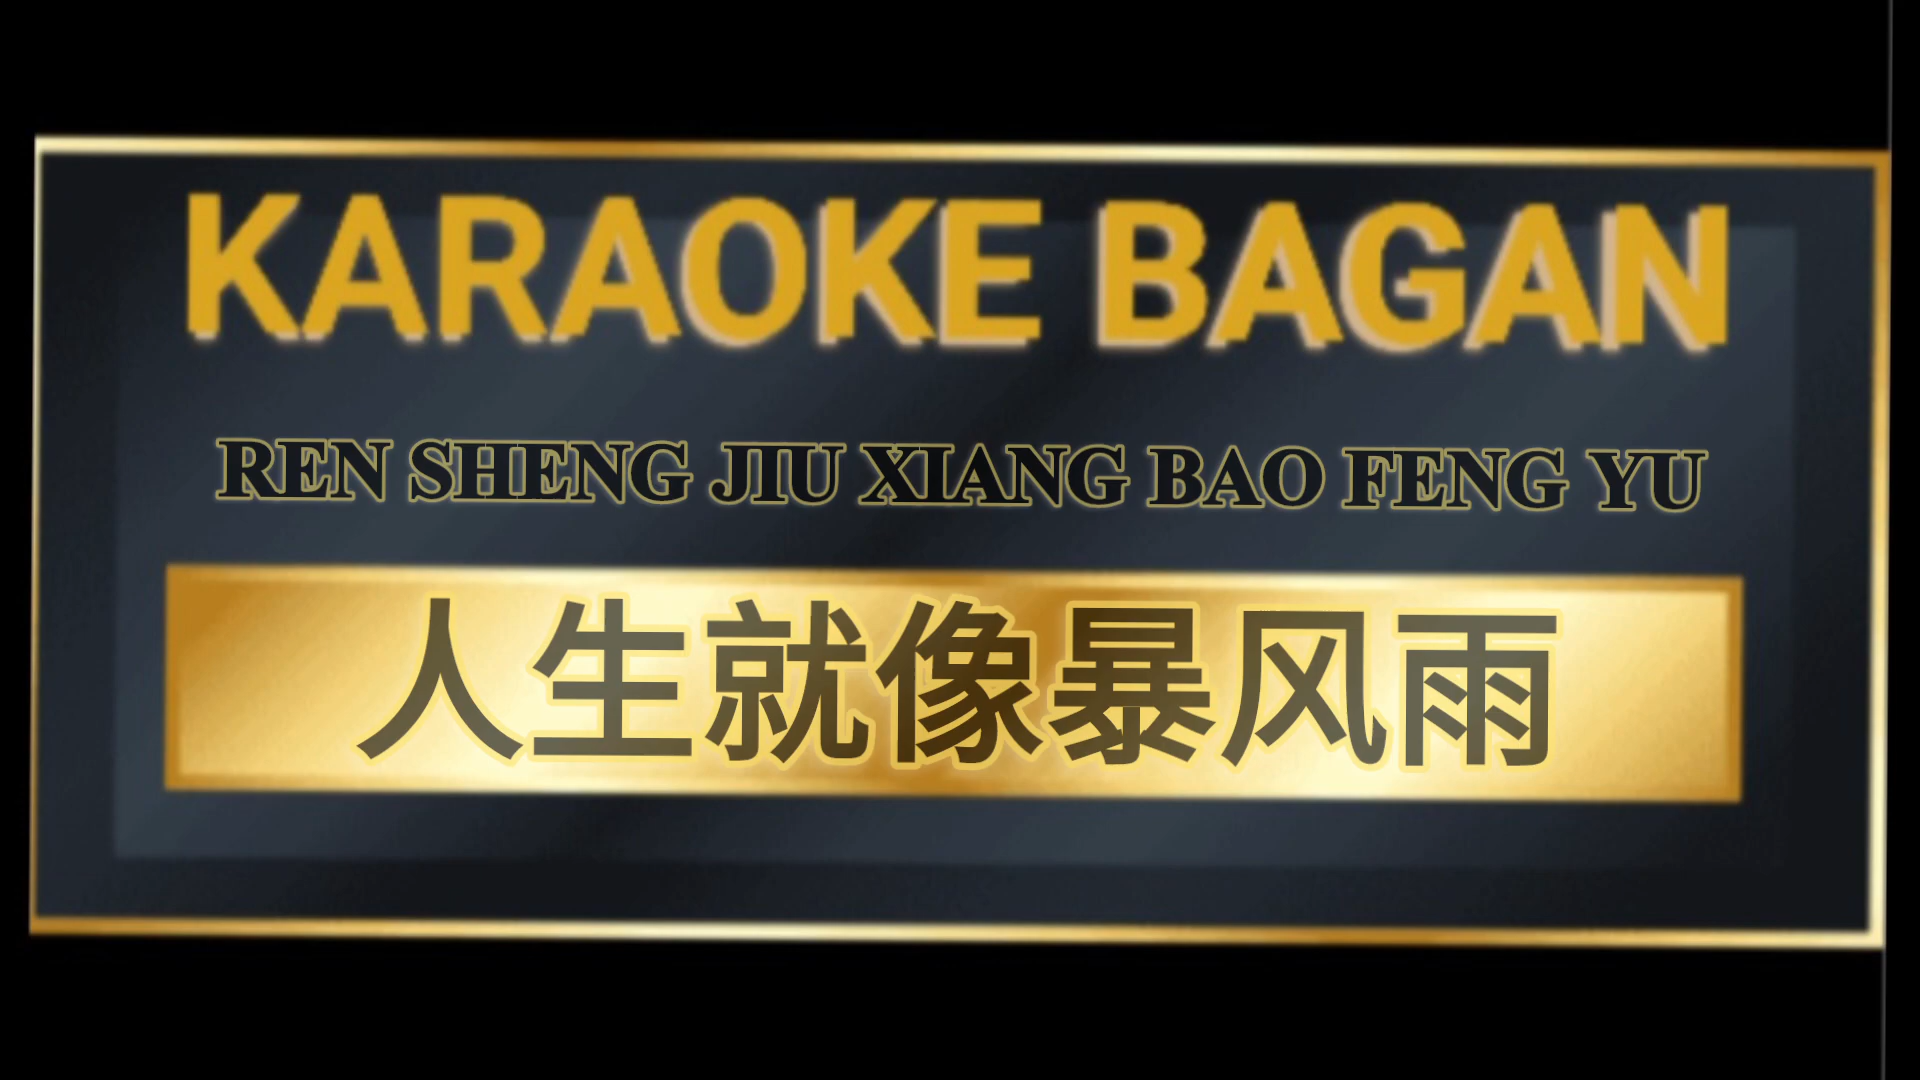 KARAOKE BAGAN
REN SHENG JIU XIANG BAO FENG YU
人生就像暴风雨